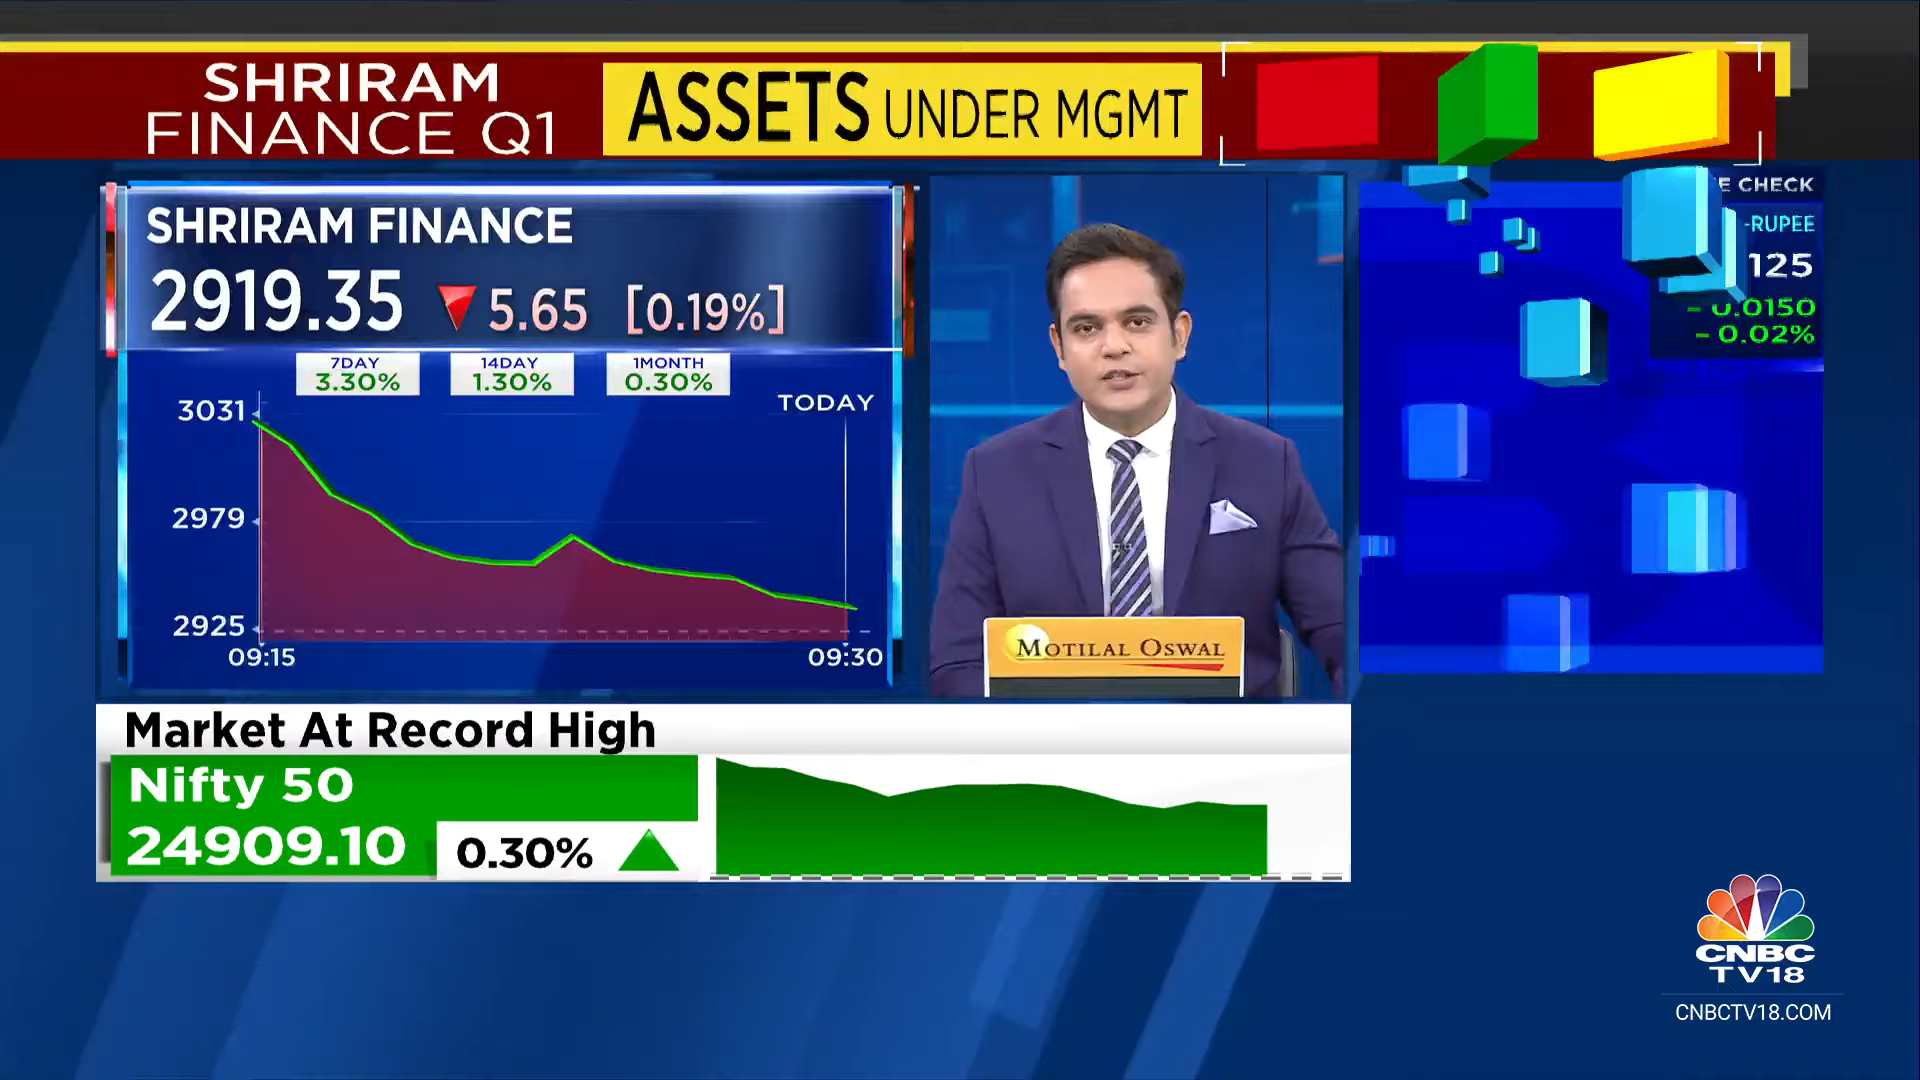 SHRIRAM
FINANCE Q1
ASSETS UNDER MGMT
SHRIRAM FINANCE
2919.35 ▼ 5.65 [0.19%]
7DAY
3.30%
14DAY
1.30%
1MONTH
0.30%
TODAY
3031
2979
2925
09:15
09:30
MOTILAL OSWAL
E CHECK
-RUPEE
125
- 0.0150
- 0.02%
Market At Record High
Nifty 50
24909.10
0.30%
CNBC
TV18
CNBCTV18.COM